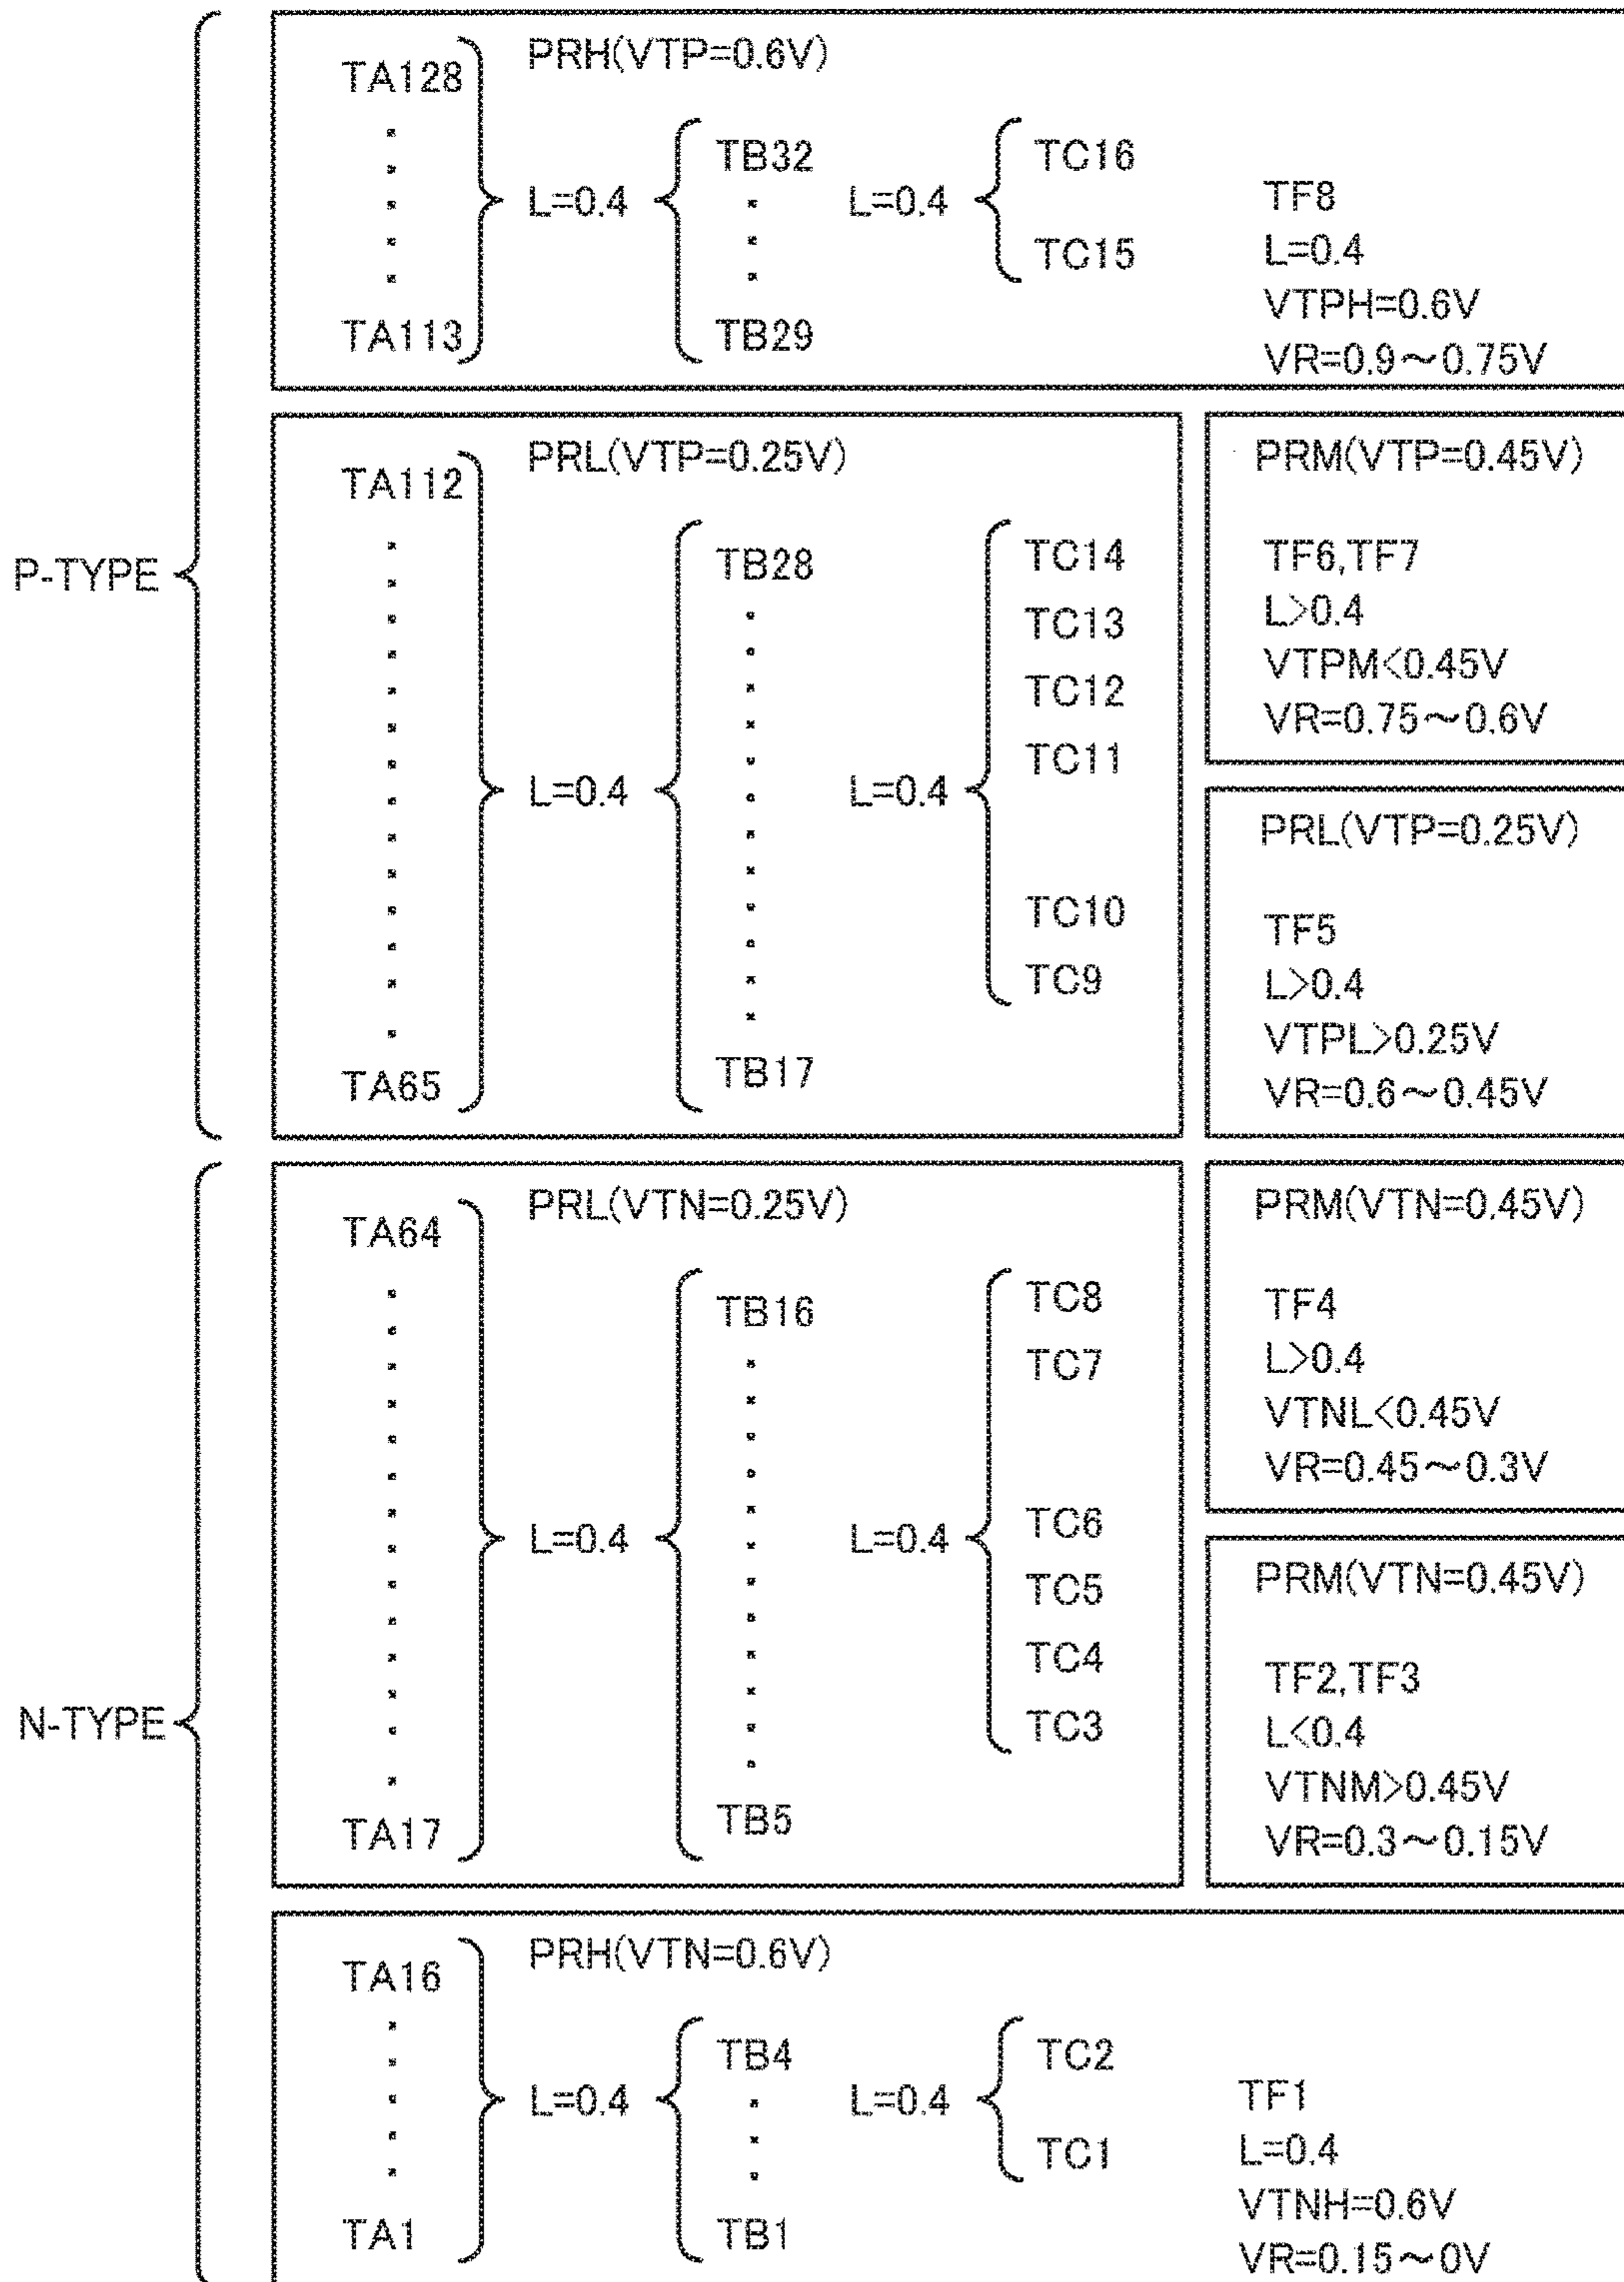 P-TYPE
PRH(VTP=0.6V)
TA128
TA113
L=0.4
TB32
TB29
L=0.4
TC16
TC15
TF8
L=0.4
VTPH=0.6V
VR=0.9～0.75V
PRL(VTP=0.25V)
TA112
TA65
L=0.4
TB28
TB17
L=0.4
TC14
TC13
TC12
TC11
TC10
TC9
PRM(VTP=0.45V)
TF6,TF7
L>0.4
VTPM<0.45V
VR=0.75～0.6V
PRL(VTP=0.25V)
TF5
L>0.4
VTPL>0.25V
VR=0.6～0.45V
N-TYPE
PRL(VTN=0.25V)
TA64
TA17
L=0.4
TB16
TB5
L=0.4
TC8
TC7
TC6
TC5
TC4
TC3
PRM(VTN=0.45V)
TF4
L>0.4
VTNL<0.45V
VR=0.45～0.3V
PRM(VTN=0.45V)
TF2,TF3
L<0.4
VTNM>0.45V
VR=0.3～0.15V
PRH(VTN=0.6V)
TA16
TA1
L=0.4
TB4
TB1
L=0.4
TC2
TC1
TF1
L=0.4
VTNH=0.6V
VR=0.15～0V